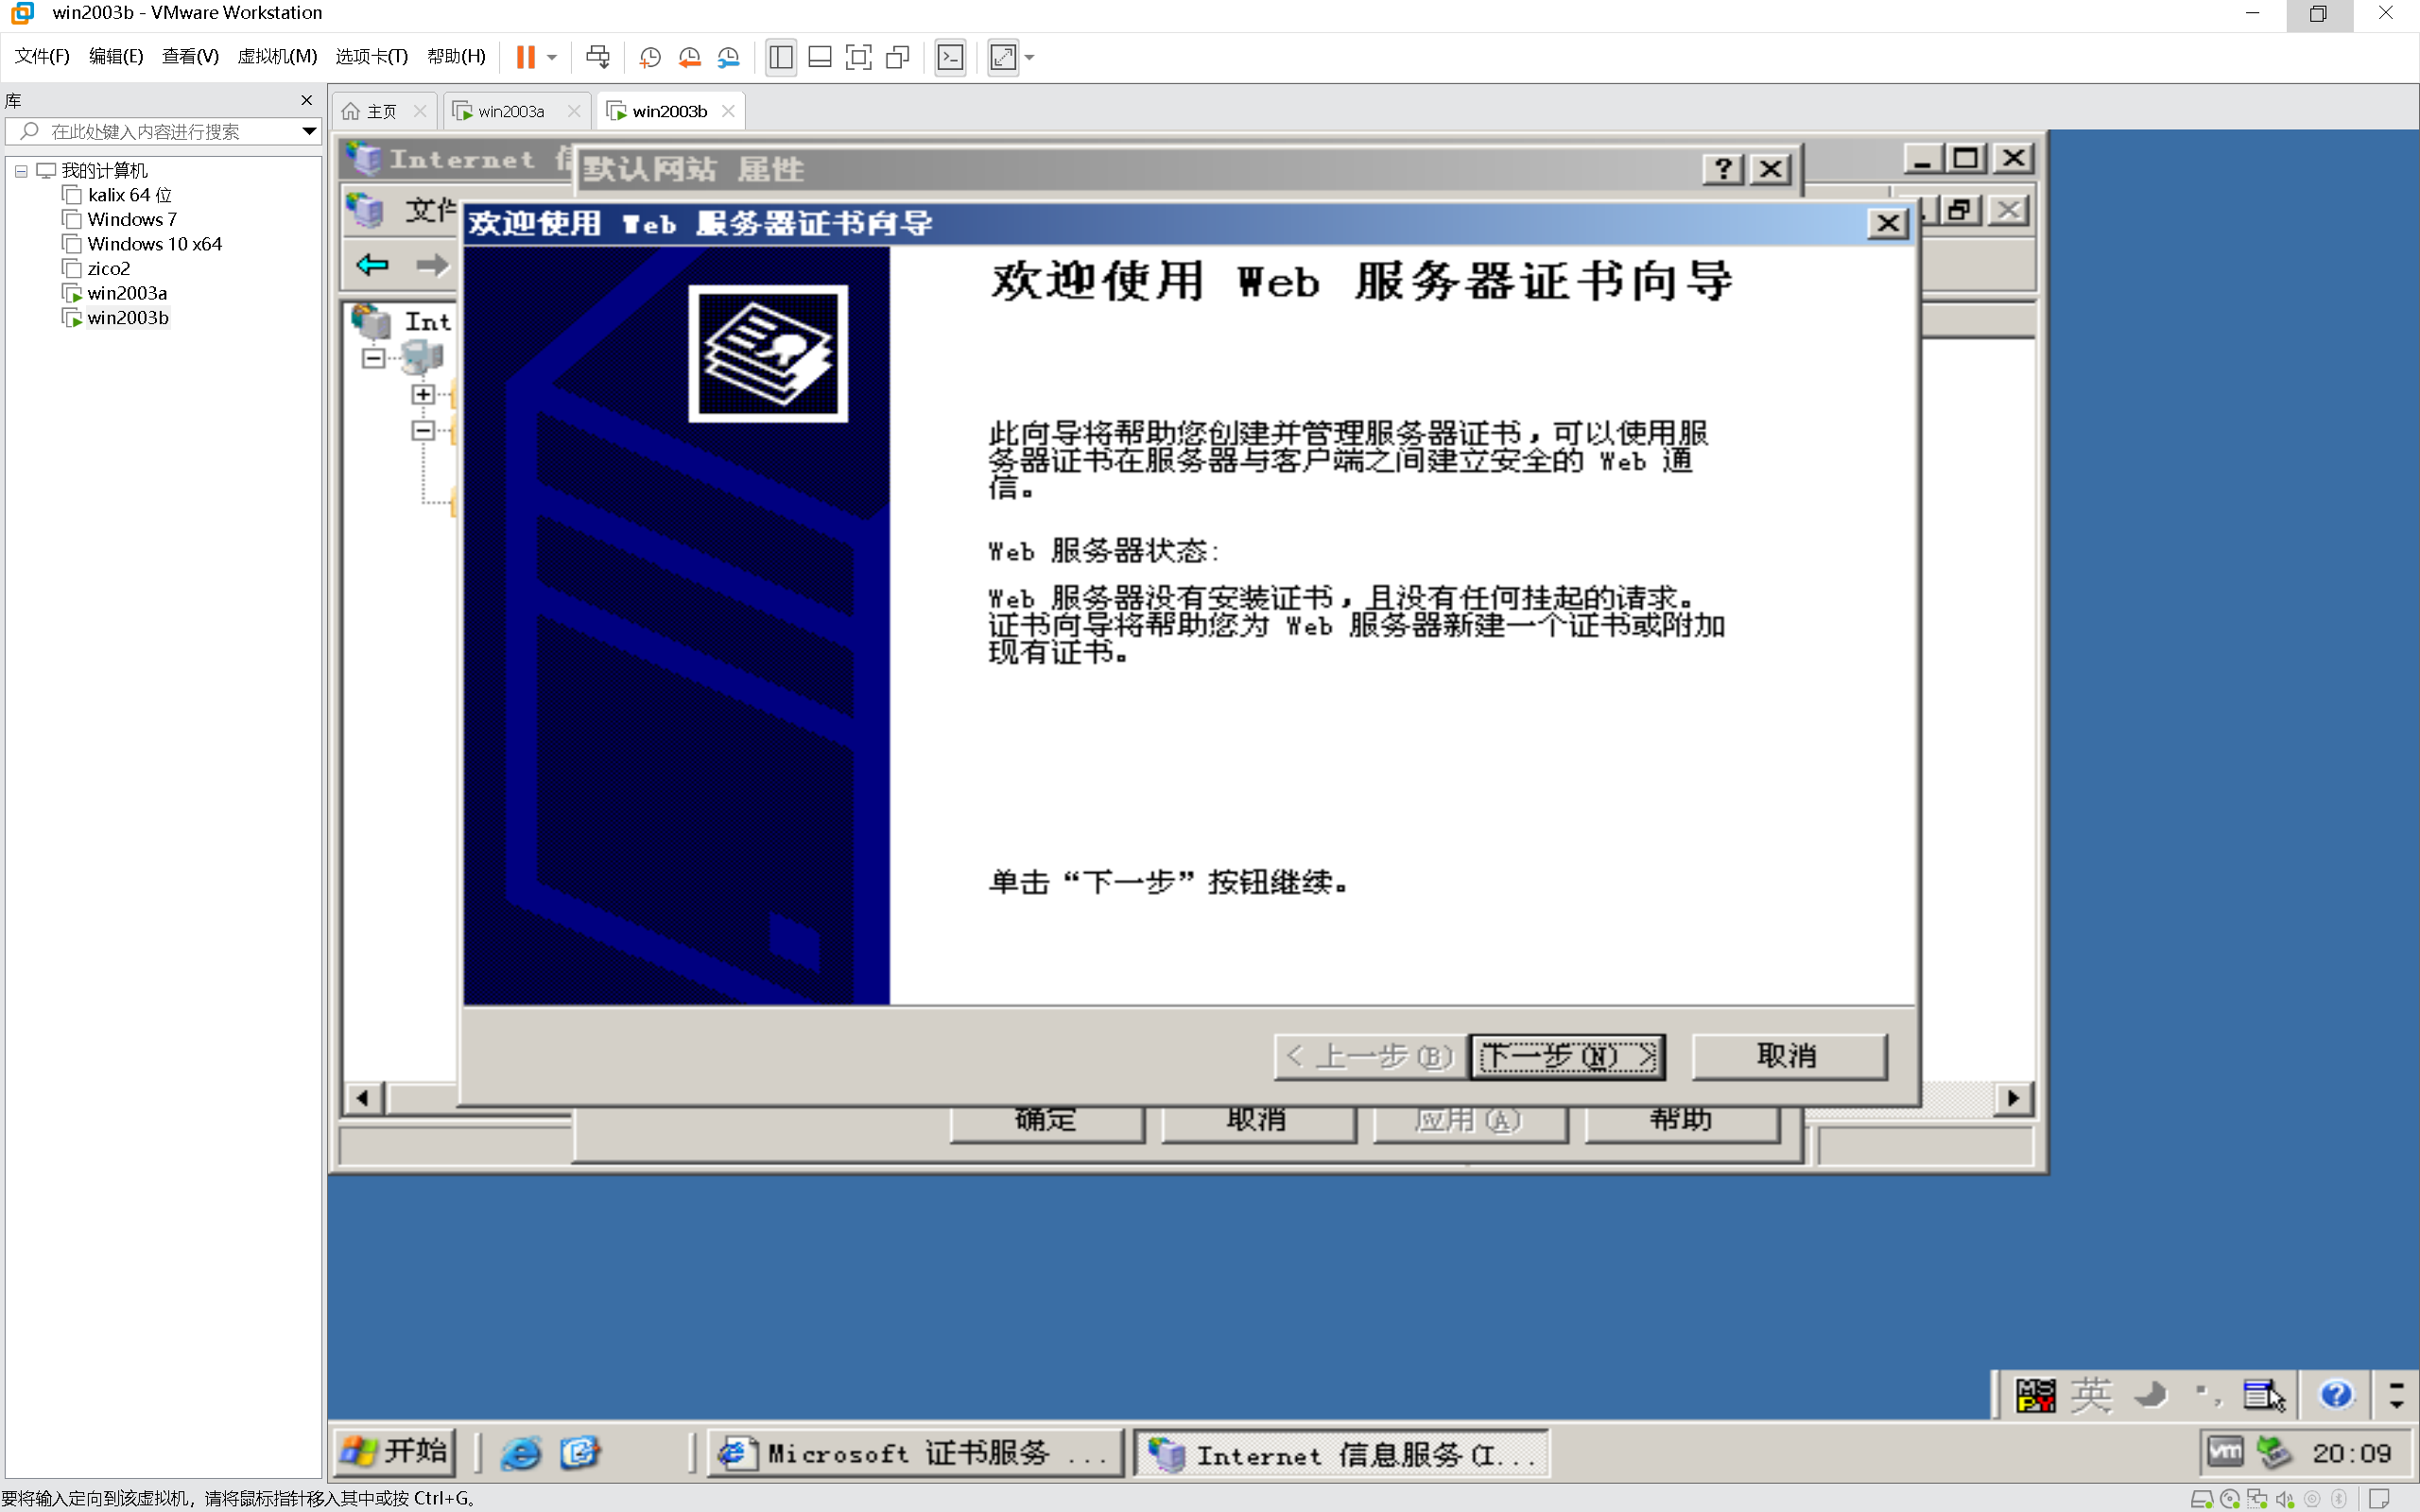 win2003b - VMware Workstation
文件(F) 编辑(E) 查看(V) 虚拟机(M) 选项卡(T) 帮助(H)
库
在此处键入内容进行搜索
我的计算机
kalix 64 位
Windows 7
Windows 10 x64
zico2
win2003a
win2003b
主页 win2003a win2003b
Internet
默认网站 属性
文件
欢迎使用 Web 服务器证书向导
Int
欢迎使用 Web 服务器证书向导
此向导将帮助您创建并管理服务器证书，可以使用服
务器证书在服务器与客户端之间建立安全的 Web 通
信。
Web 服务器状态:
Web 服务器没有安装证书，且没有任何挂起的请求。
证书向导将帮助您为 Web 服务器新建一个证书或附加
现有证书。
单击“下一步”按钮继续。
< 上一步(B) 下一步(N) > 取消
确定 取消 应用(A) 帮助
英
开始 Microsoft 证书服务 ... Internet 信息服务(I... vm 20:09
要将输入定向到该虚拟机，请将鼠标指针移入其中或按 Ctrl+G。